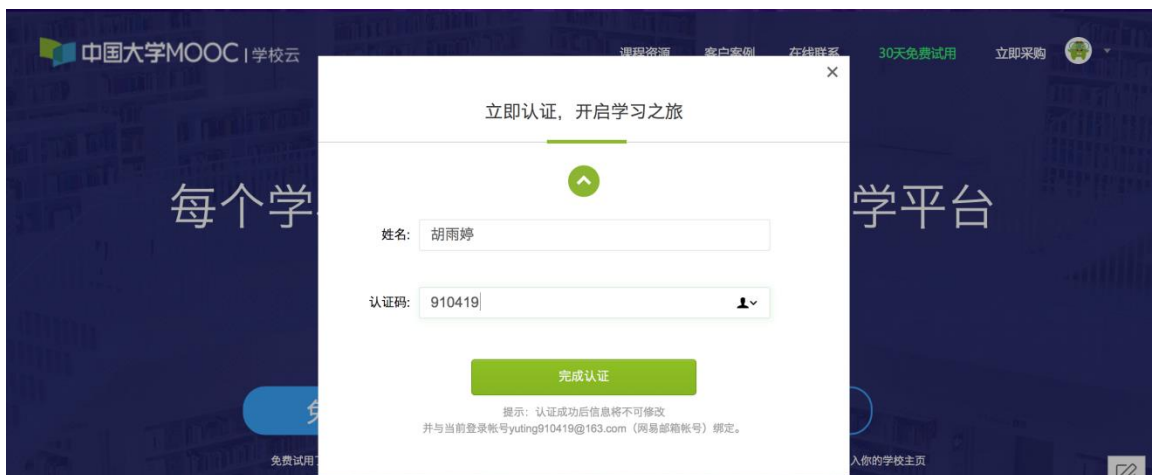 中国大学MOOC | 学校云 课程资源 客户案例 在线联系 30天免费试用 立即采购
立即认证，开启学习之旅
每个学 学平台
姓名: 胡雨婷
认证码: 910419
完成认证
提示：认证成功后信息将不可修改
并与当前登录帐号yuting910419@163.com（网易邮箱帐号）绑定。
免费试用 入你的学校主页